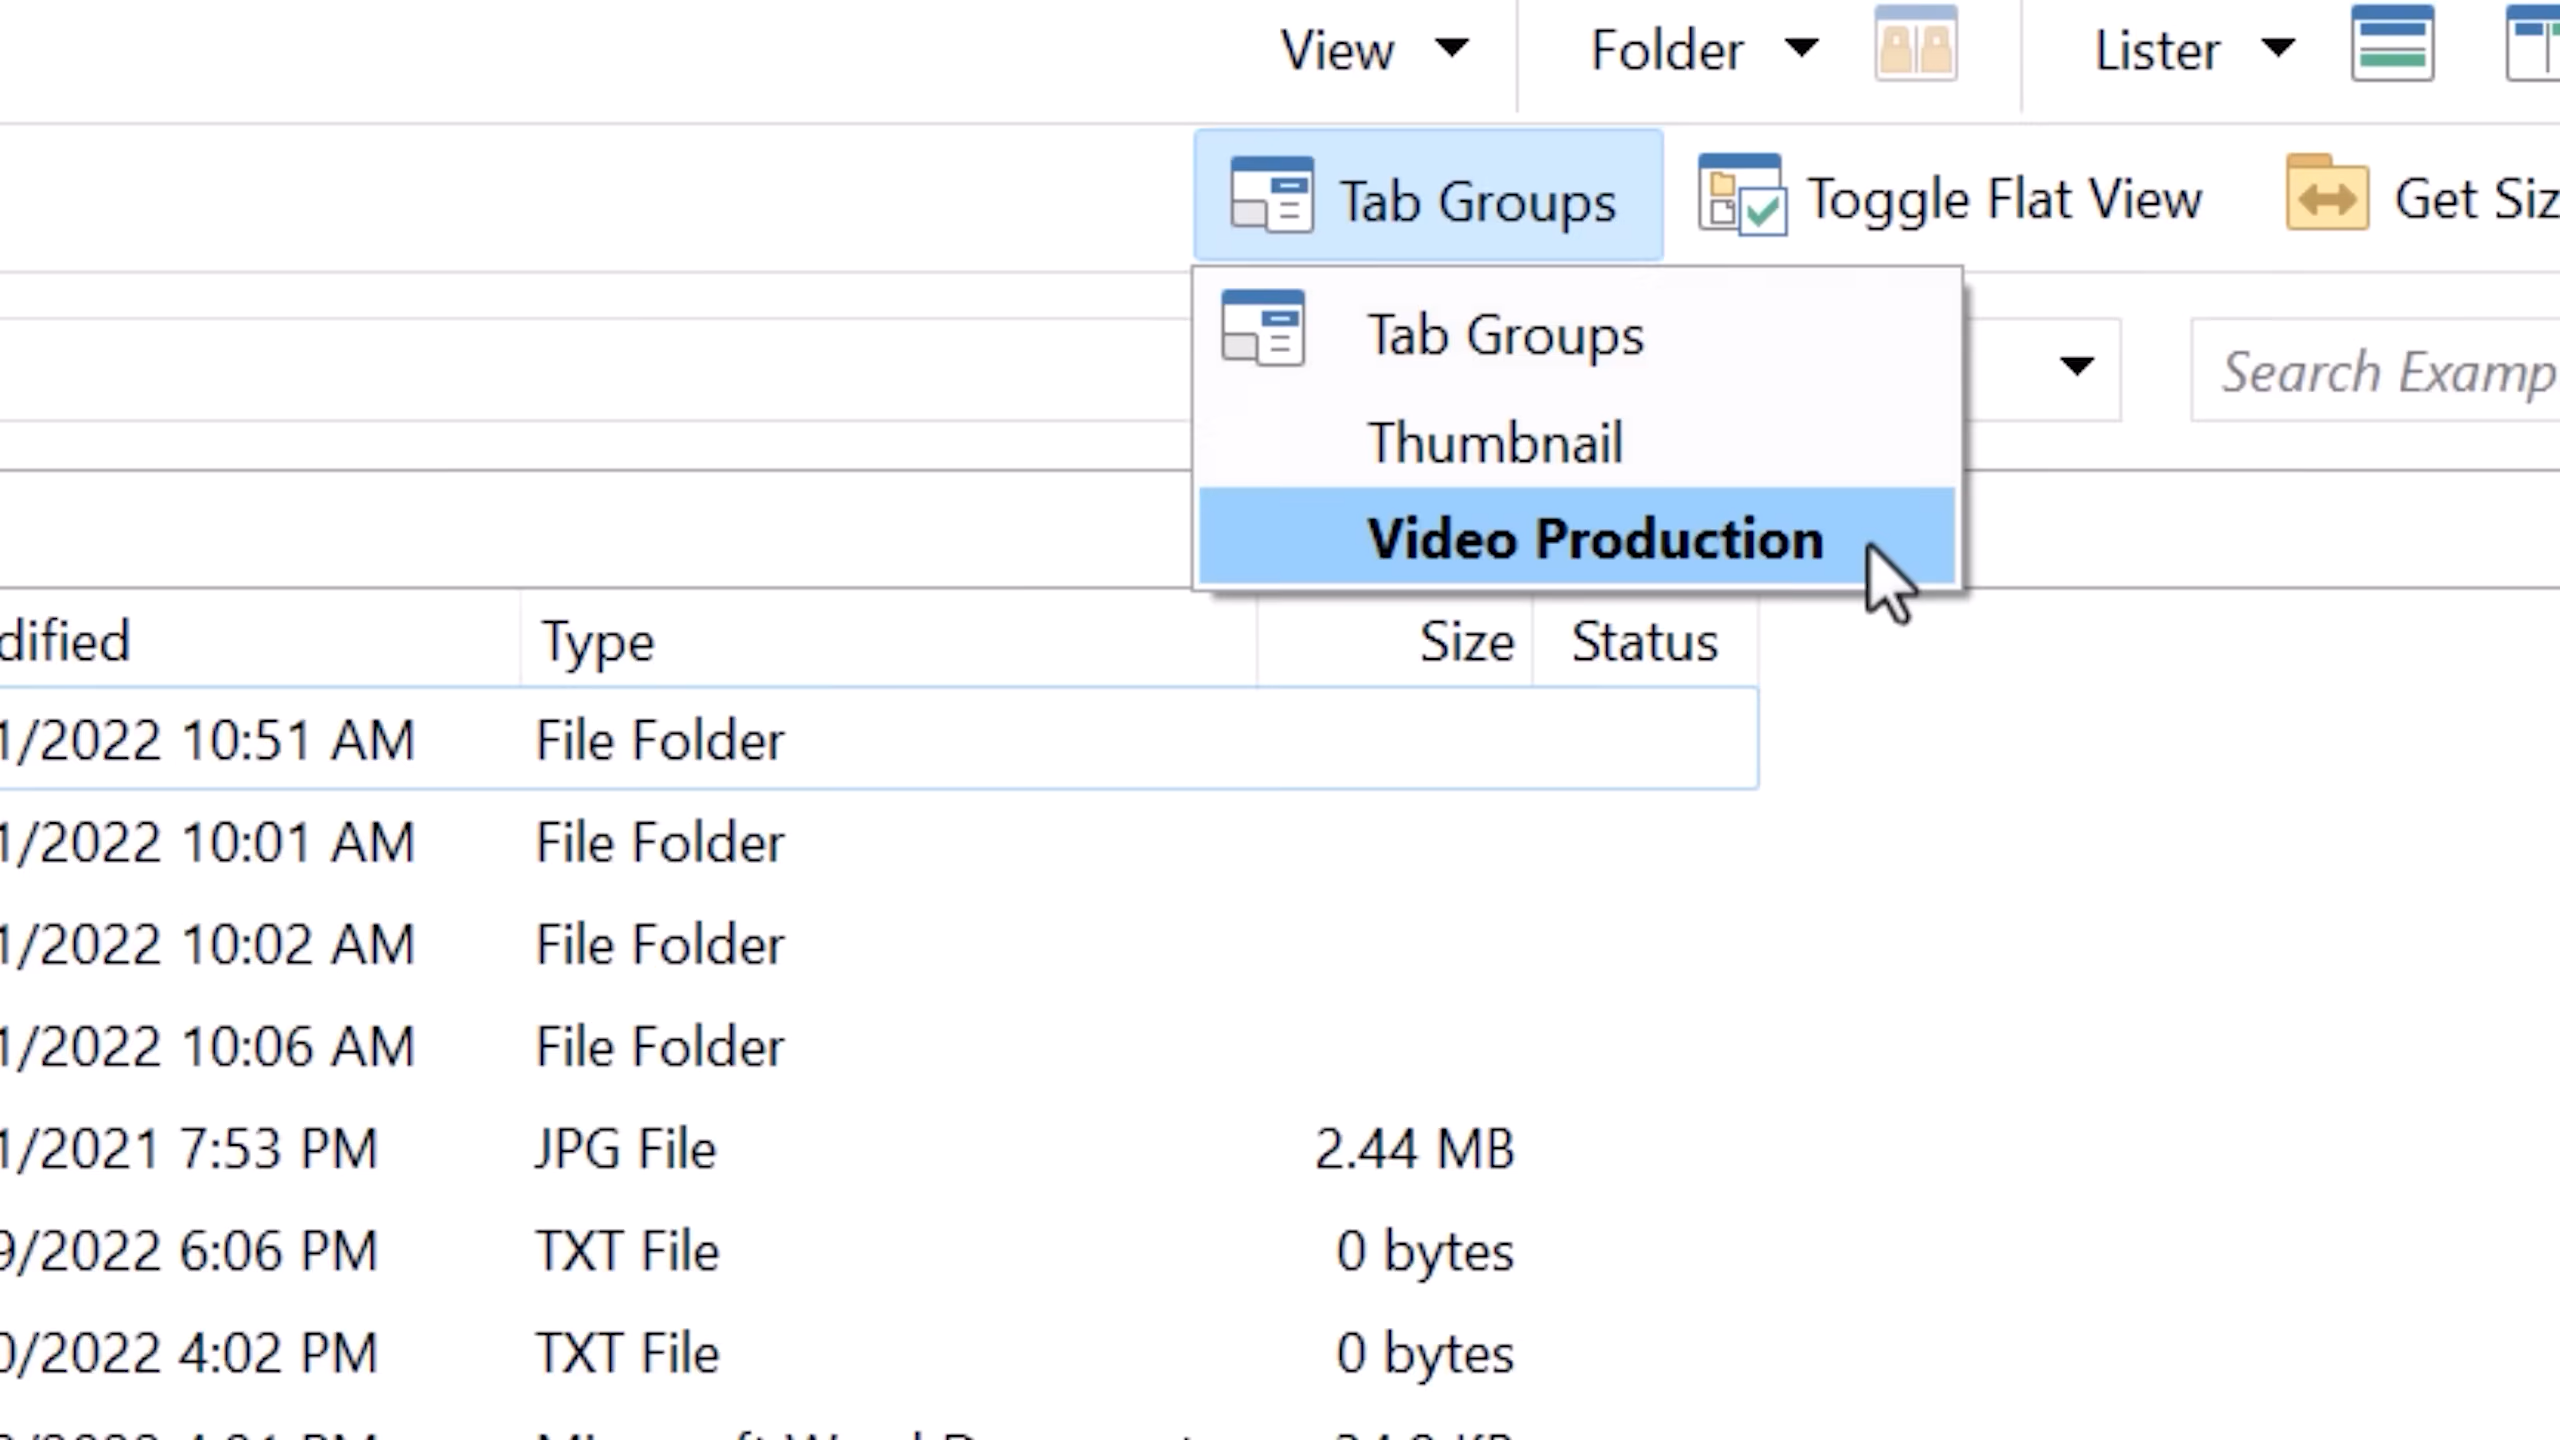 View Folder Lister
Tab Groups Toggle Flat View Get Siz
Tab Groups
Search Examp
Thumbnail
Video Production
dified Type Size Status
1/2022 10:51 AM File Folder
1/2022 10:01 AM File Folder
1/2022 10:02 AM File Folder
1/2022 10:06 AM File Folder
1/2021 7:53 PM JPG File 2.44 MB
9/2022 6:06 PM TXT File 0 bytes
0/2022 4:02 PM TXT File 0 bytes